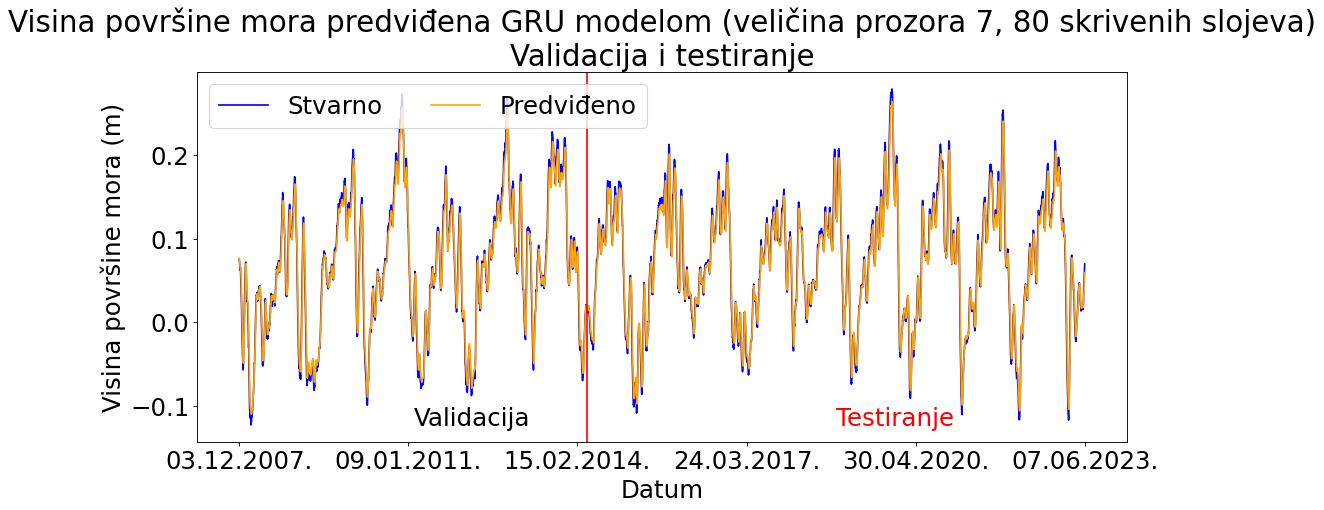 Visina površine mora predviđena GRU modelom (veličina prozora 7, 80 skrivenih slojeva)
Validacija i testiranje
Stvarno Predviđeno
Visina površine mora (m)
0.2
0.1
0.0
−0.1
Validacija
Testiranje
03.12.2007. 09.01.2011. 15.02.2014. 24.03.2017. 30.04.2020. 07.06.2023.
Datum